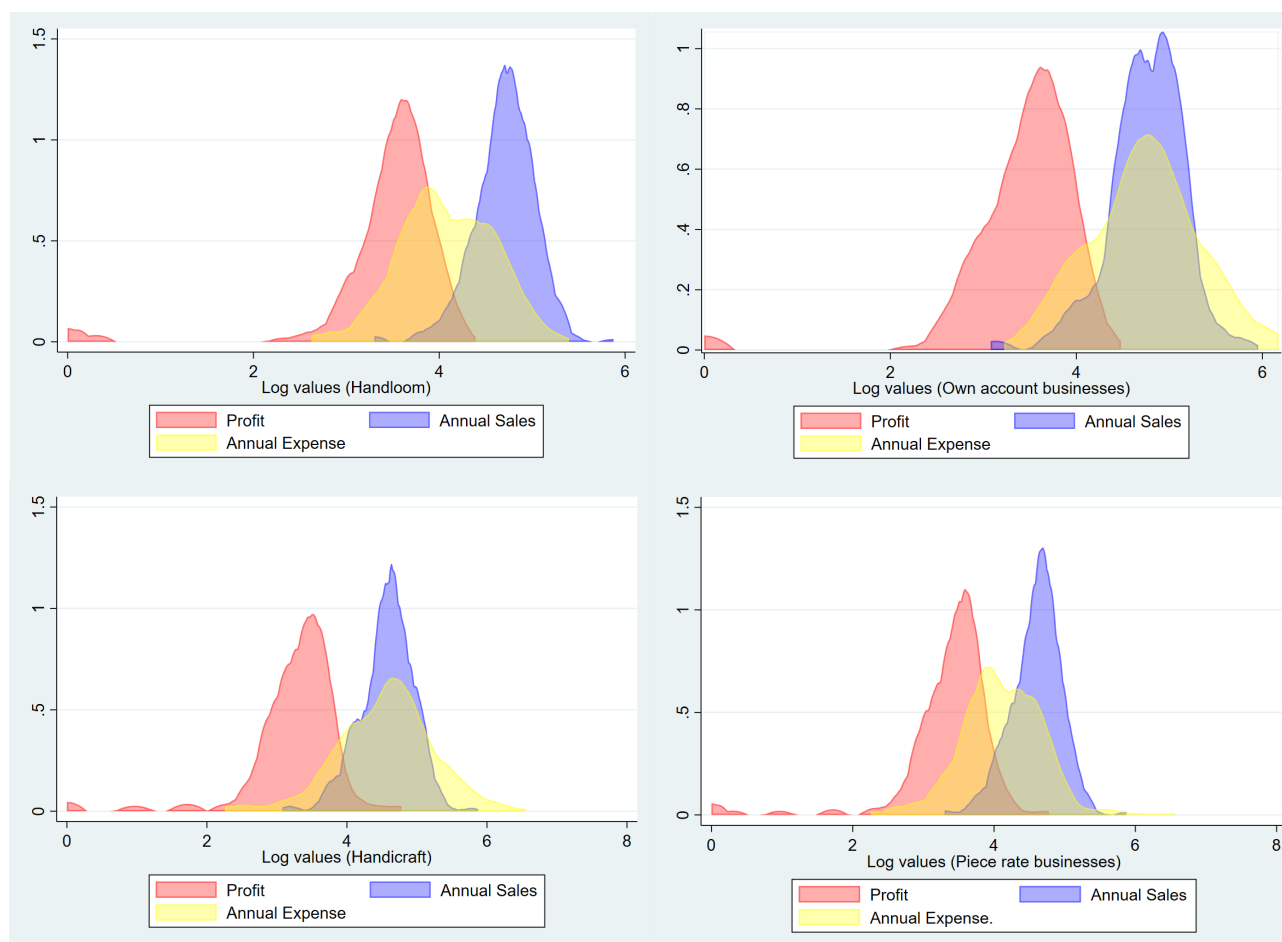 1.5
1
.5
0
0 2 4 6
Log values (Handloom)
Profit Annual Sales
Annual Expense
1
.8
.6
.4
.2
0
0 2 4 6
Log values (Own account businesses)
Profit Annual Sales
Annual Expense
1.5
1
.5
0
0 2 4 6 8
Log values (Handicraft)
Profit Annual Sales
Annual Expense
1.5
1
.5
0
0 2 4 6 8
Log values (Piece rate businesses)
Profit Annual Sales
Annual Expense.